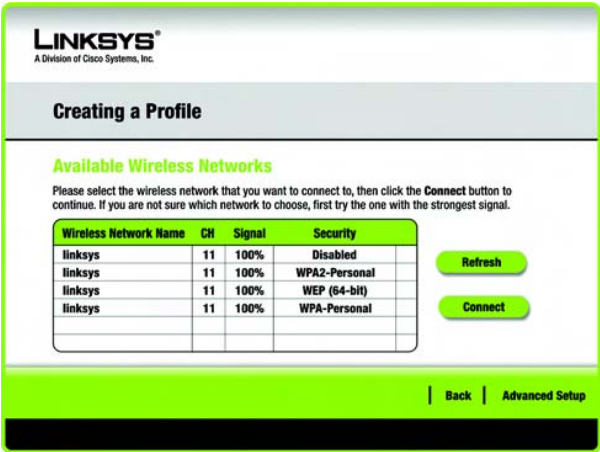 LINKSYS®
A Division of Cisco Systems, Inc.
Creating a Profile
Available Wireless Networks
Please select the wireless network that you want to connect to, then click the Connect button to
continue. If you are not sure which network to choose, first try the one with the strongest signal.
Wireless Network Name CH Signal Security
linksys 11 100% Disabled
linksys 11 100% WPA2-Personal
linksys 11 100% WEP (64-bit)
linksys 11 100% WPA-Personal
Refresh
Connect
Back Advanced Setup